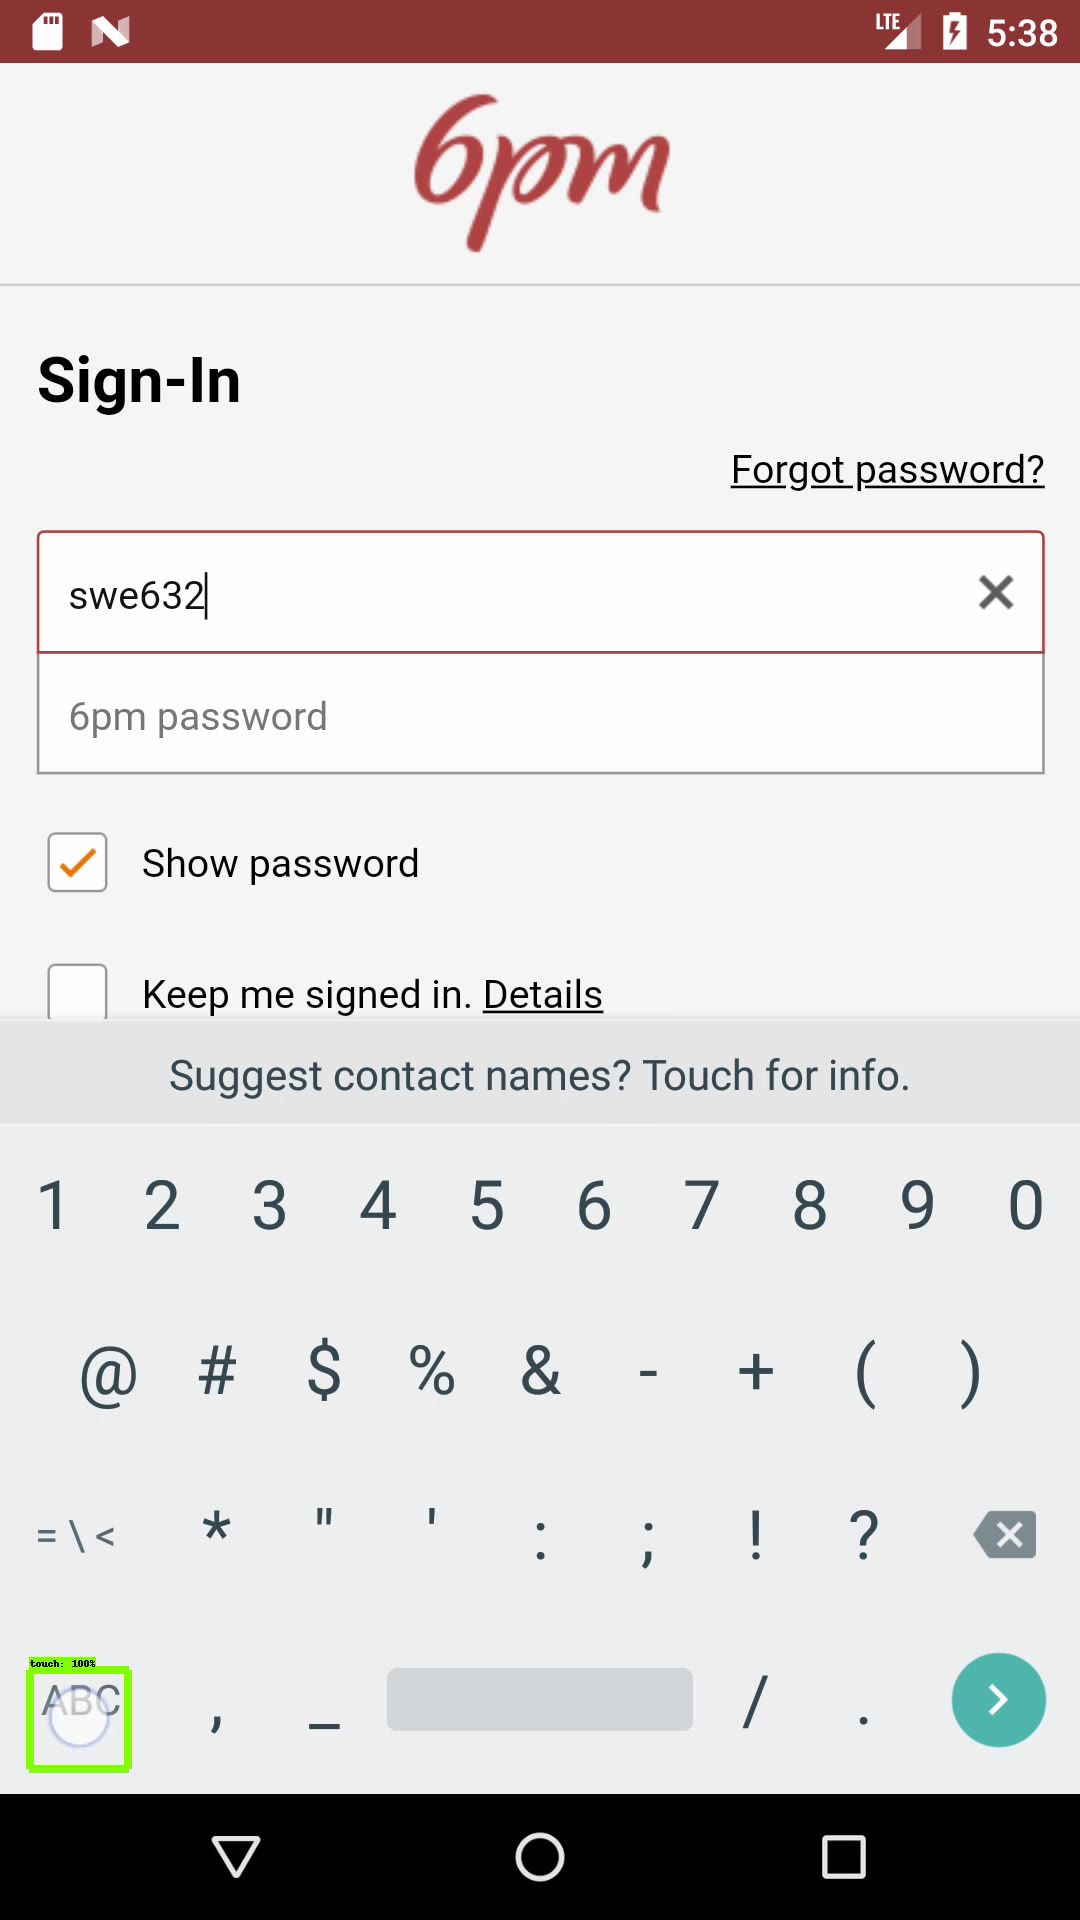 LTE 5:38
6pm
Sign-In
Forgot password?
swe632
6pm password
Show password
Keep me signed in. Details
Suggest contact names? Touch for info.
1 2 3 4 5 6 7 8 9 0
@ # $ % & - + ( )
= \ < * " ' : ; ! ?
touch: 100%
ABC , _ / .